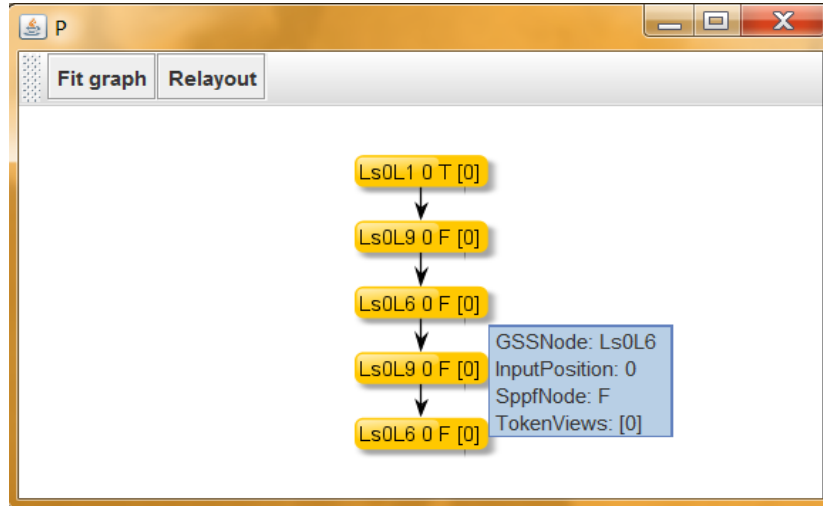 P
Fit graph Relayout
Ls0L1 0 T [0]
Ls0L9 0 F [0]
Ls0L6 0 F [0]
GSSNode: Ls0L6
Ls0L9 0 F [0] InputPosition: 0
SppfNode: F
Ls0L6 0 F [0] TokenViews: [0]